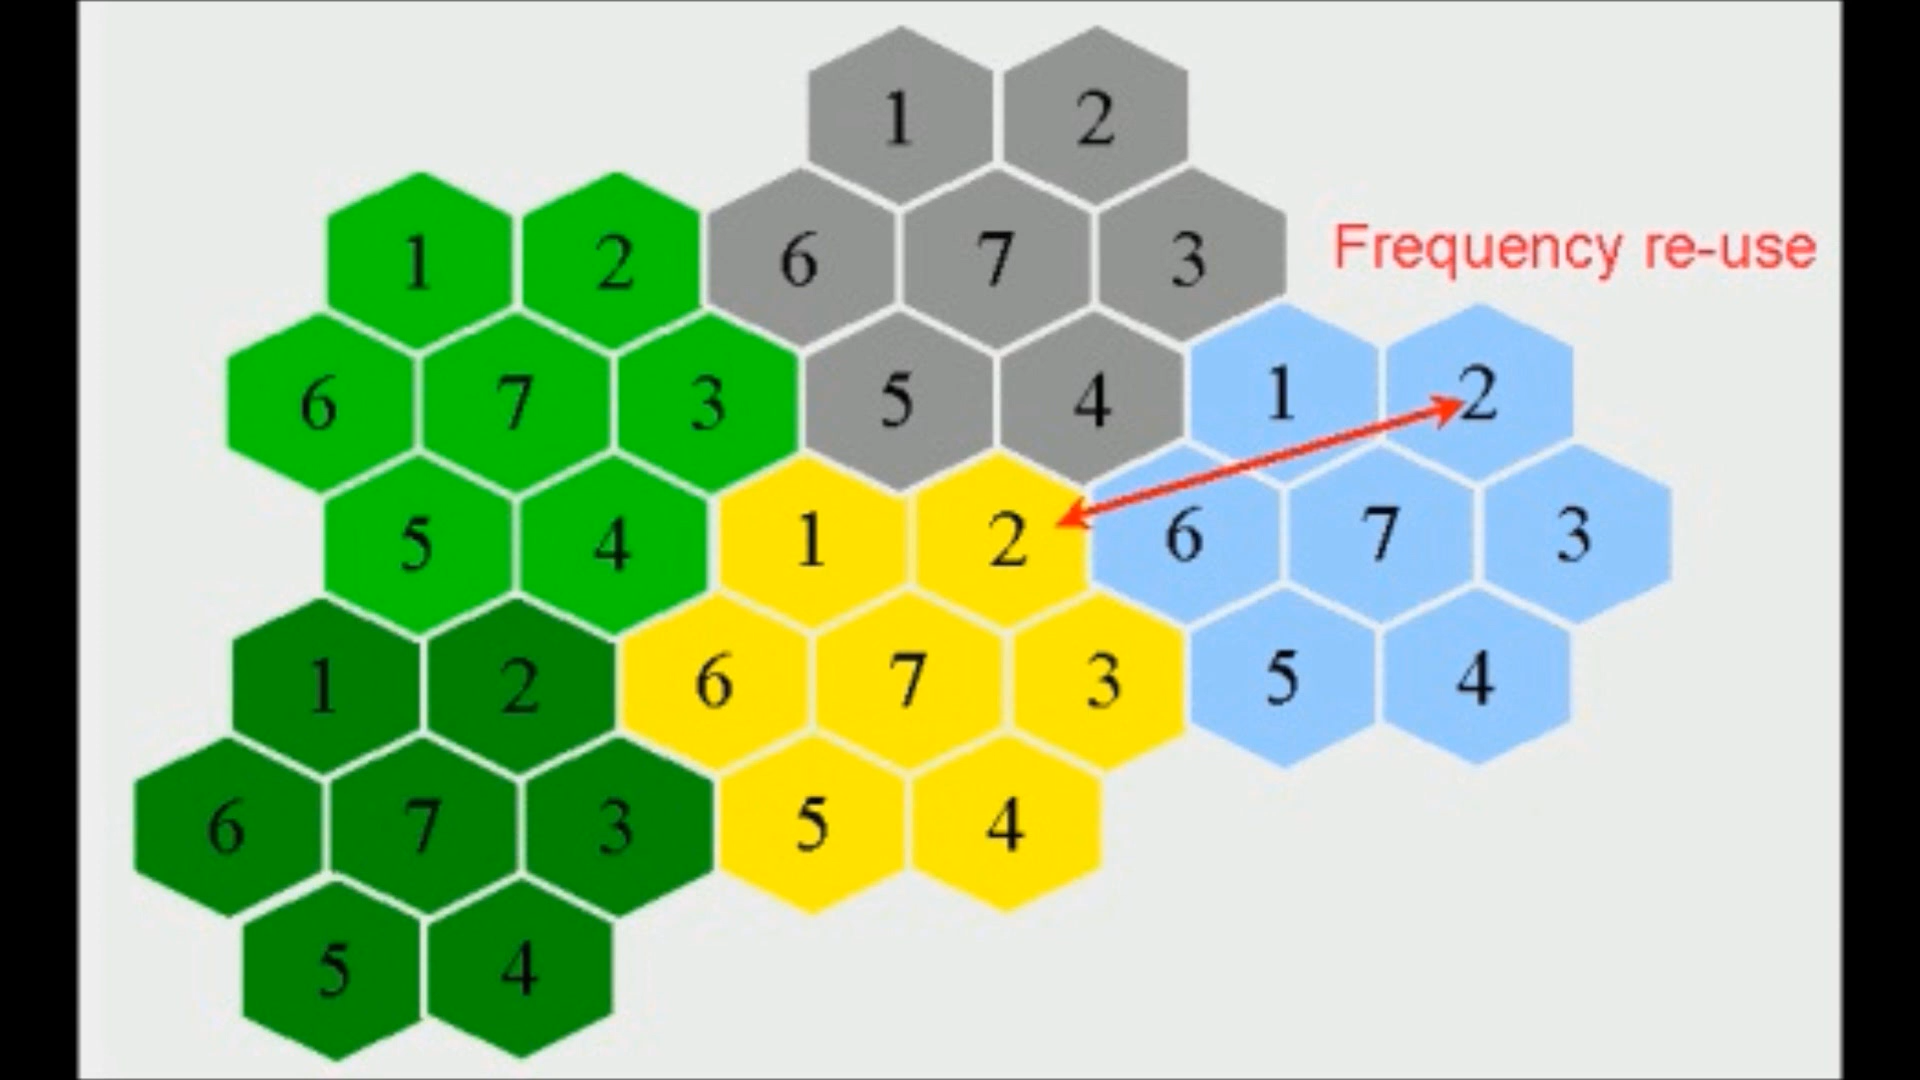 1 2
1 2 6 7 3 Frequency re-use
6 7 3 5 4 1 2
5 4 1 2 6 7 3
1 2 6 7 3 5 4
6 7 3 5 4
5 4